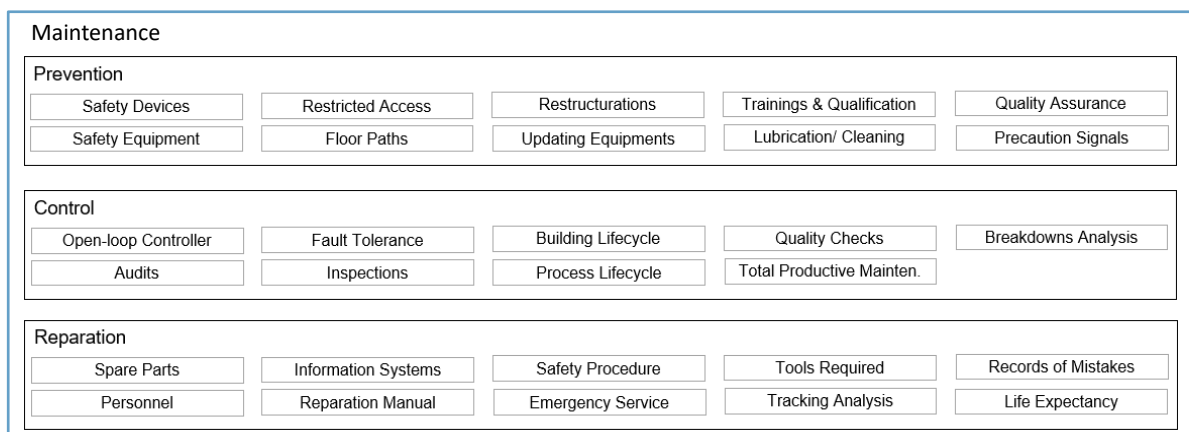 Maintenance
Prevention
Safety Devices Restricted Access Restructurations Trainings & Qualification Quality Assurance
Safety Equipment Floor Paths Updating Equipments Lubrication/ Cleaning Precaution Signals
Control
Open-loop Controller Fault Tolerance Building Lifecycle Quality Checks Breakdowns Analysis
Audits Inspections Process Lifecycle Total Productive Mainten.
Reparation
Spare Parts Information Systems Safety Procedure Tools Required Records of Mistakes
Personnel Reparation Manual Emergency Service Tracking Analysis Life Expectancy